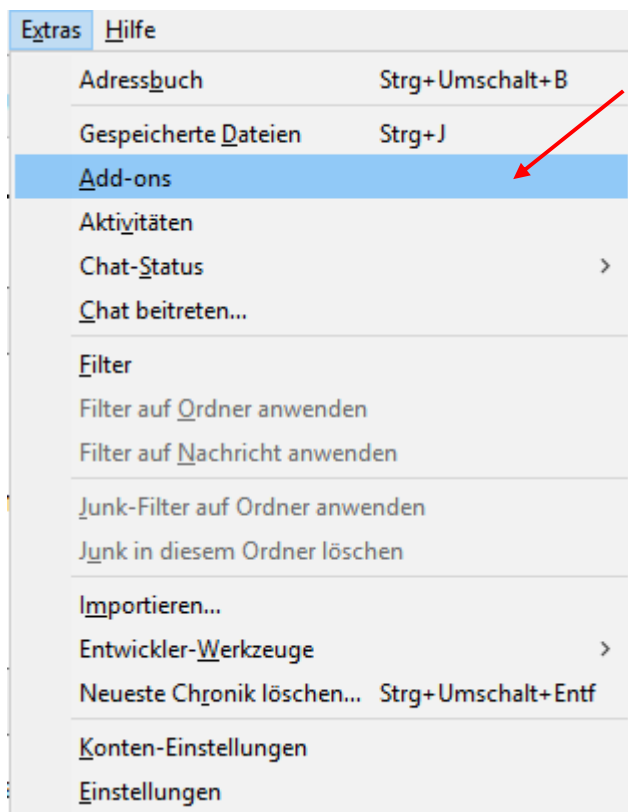 Extras Hilfe
Adressbuch Strg+Umschalt+B
Gespeicherte Dateien Strg+J
Add-ons
Aktivitäten
Chat-Status >
Chat beitreten...
Filter
Filter auf Ordner anwenden
Filter auf Nachricht anwenden
Junk-Filter auf Ordner anwenden
Junk in diesem Ordner löschen
Importieren...
Entwickler-Werkzeuge >
Neueste Chronik löschen... Strg+Umschalt+Entf
Konten-Einstellungen
Einstellungen